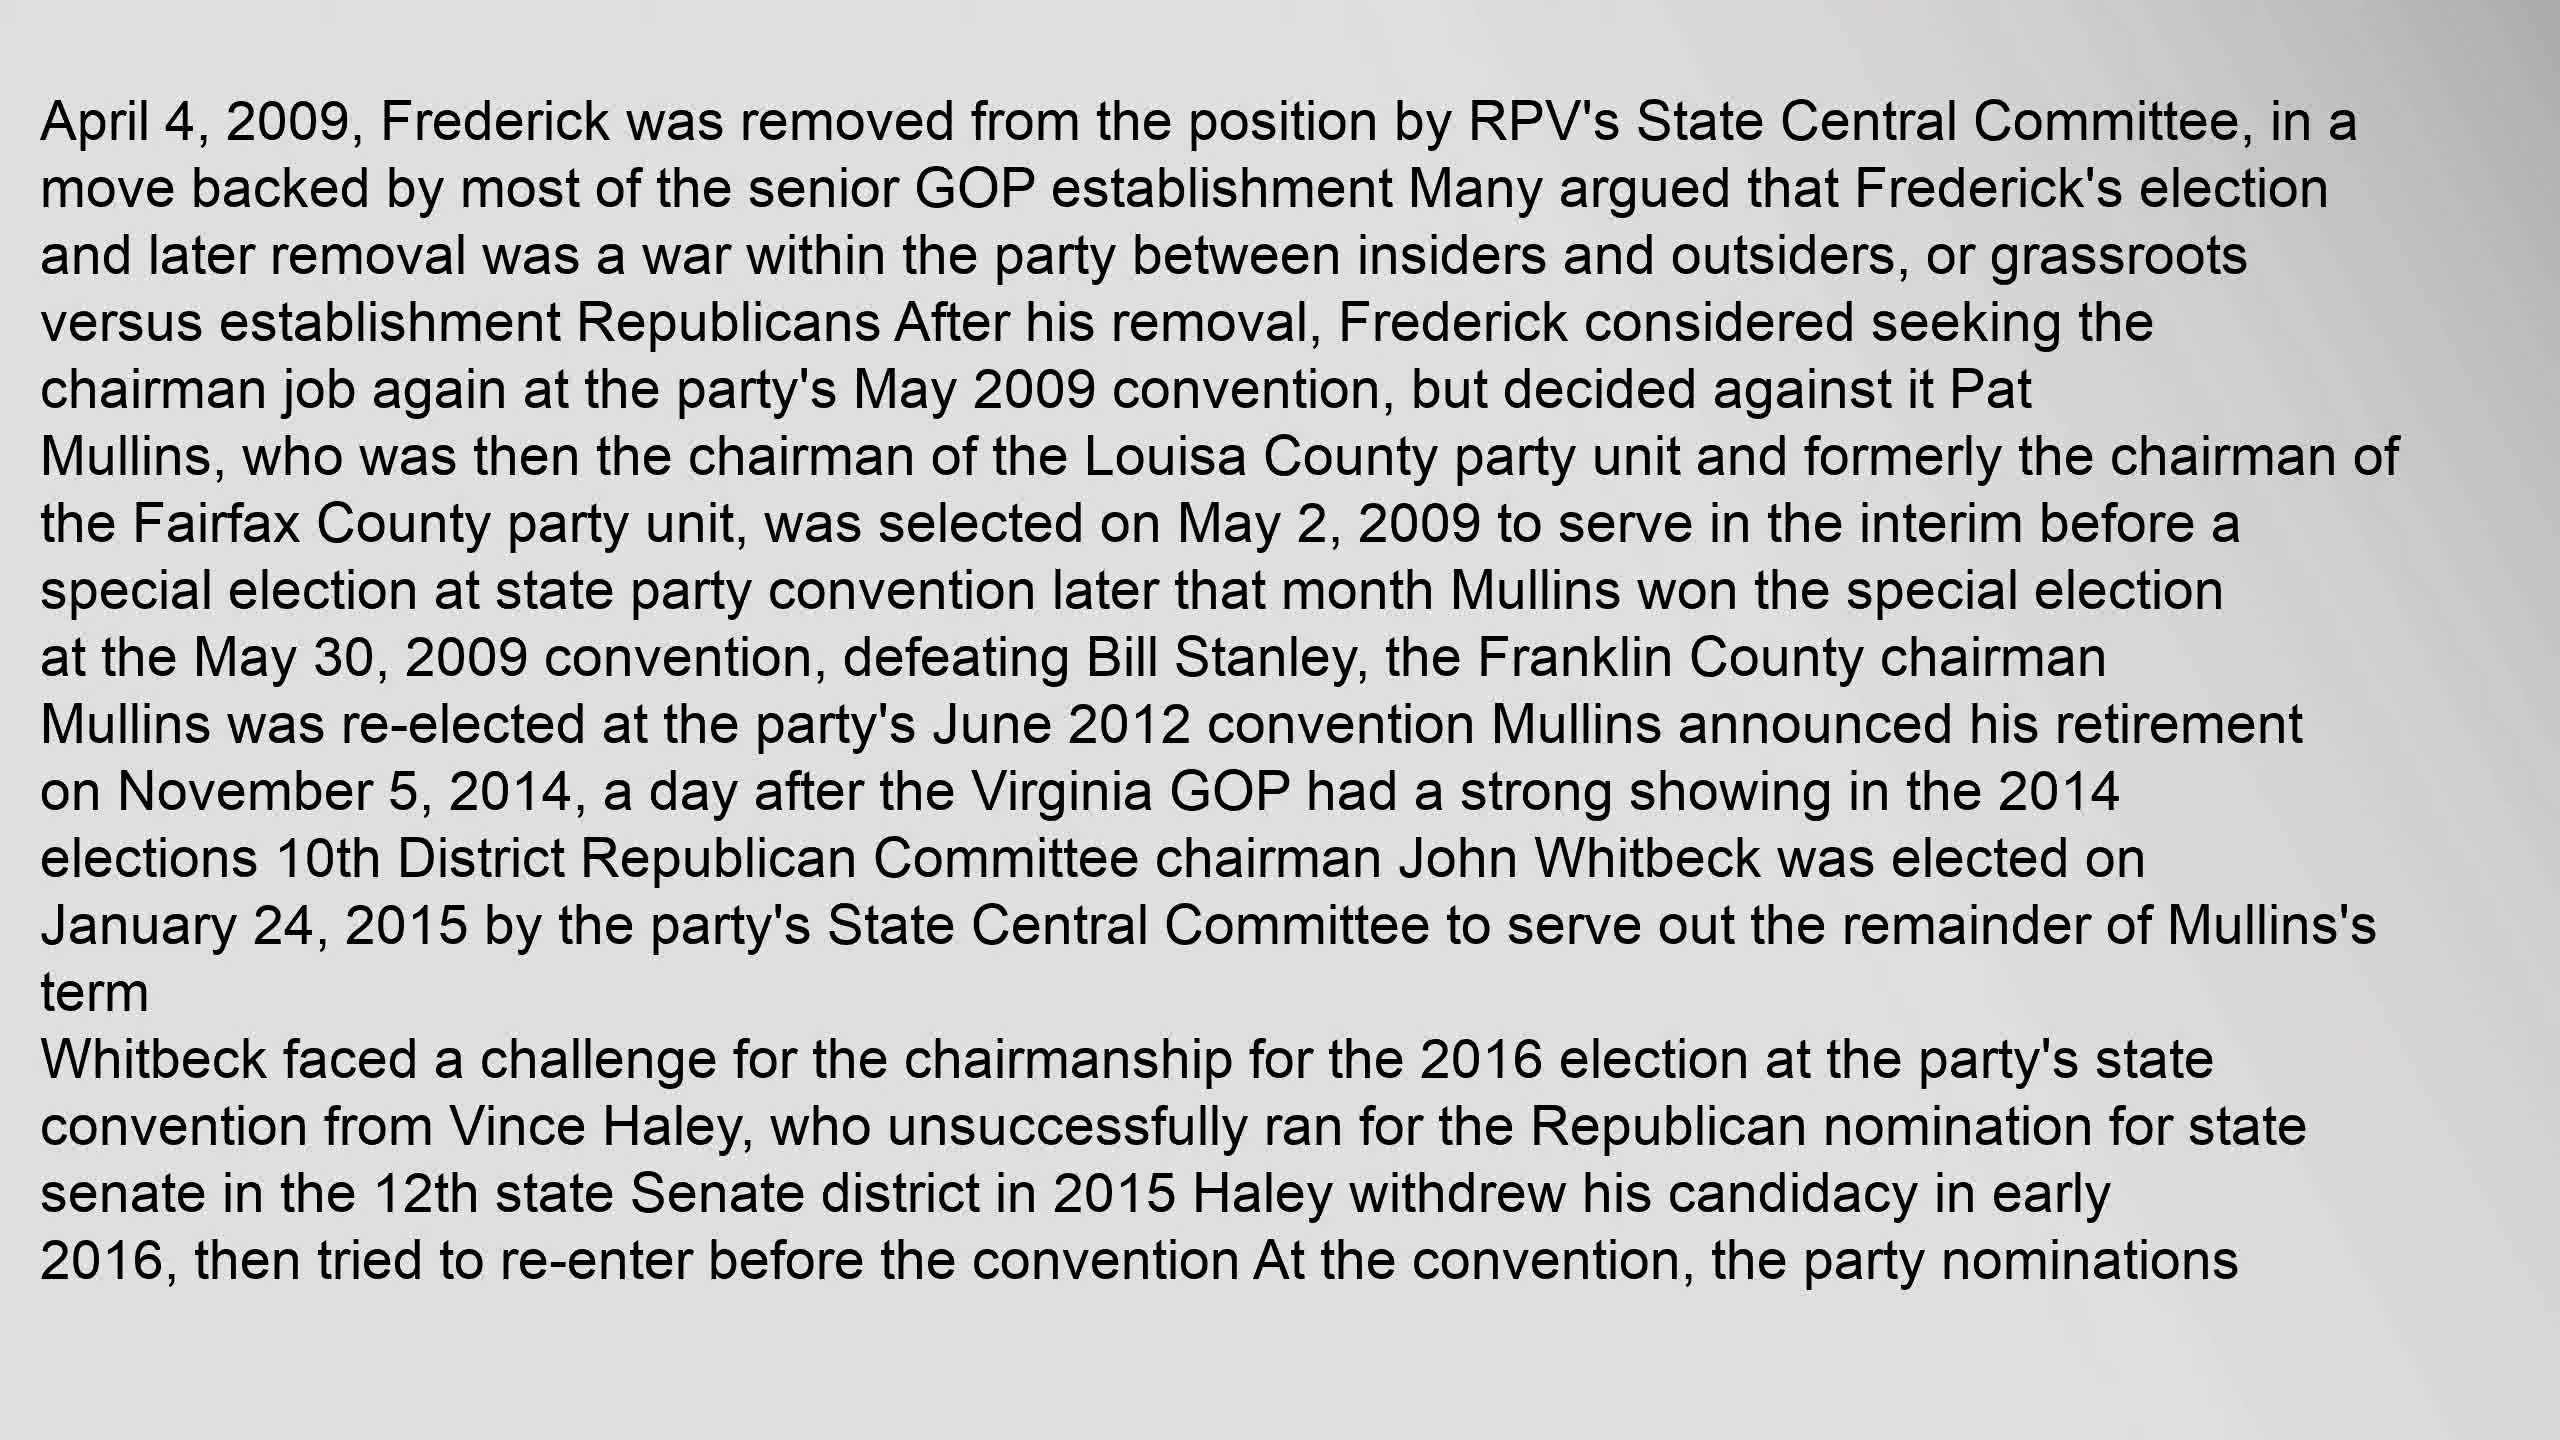 April 4, 2009, Frederick was removed from the position by RPV's State Central Committee, in a
move backed by most of the senior GOP establishment Many argued that Frederick's election
and later removal was a war within the party between insiders and outsiders, or grassroots
versus establishment Republicans After his removal, Frederick considered seeking the
chairman job again at the party's May 2009 convention, but decided against it Pat
Mullins, who was then the chairman of the Louisa County party unit and formerly the chairman of
the Fairfax County party unit, was selected on May 2, 2009 to serve in the interim before a
special election at state party convention later that month Mullins won the special election
at the May 30, 2009 convention, defeating Bill Stanley, the Franklin County chairman
Mullins was re-elected at the party's June 2012 convention Mullins announced his retirement
on November 5, 2014, a day after the Virginia GOP had a strong showing in the 2014
elections 10th District Republican Committee chairman John Whitbeck was elected on
January 24, 2015 by the party's State Central Committee to serve out the remainder of Mullins's
term
Whitbeck faced a challenge for the chairmanship for the 2016 election at the party's state
convention from Vince Haley, who unsuccessfully ran for the Republican nomination for state
senate in the 12th state Senate district in 2015 Haley withdrew his candidacy in early
2016, then tried to re-enter before the convention At the convention, the party nominations